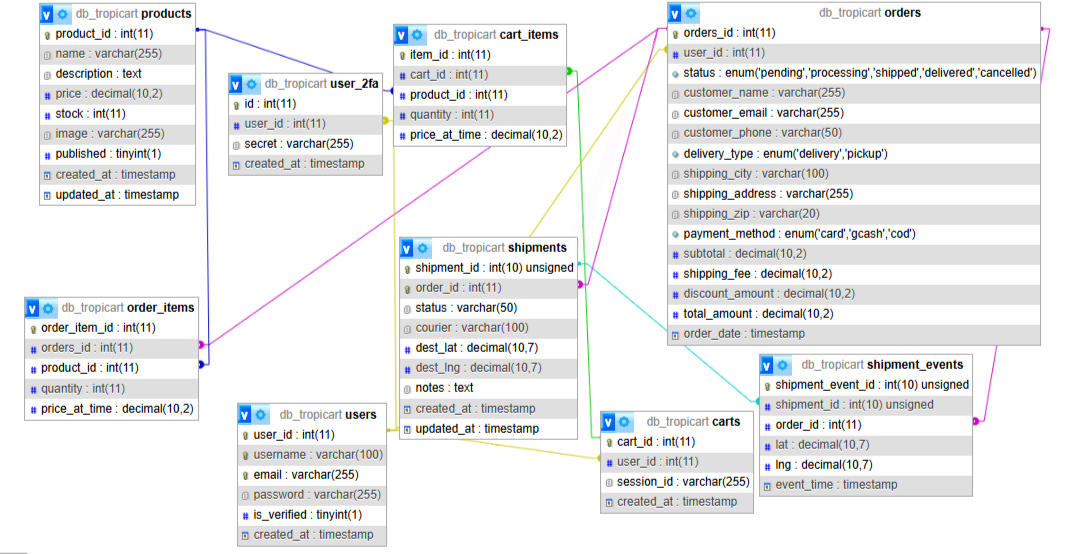 db_tropicart products
product_id : int(11)
name : varchar(255)
description : text
price : decimal(10,2)
stock : int(11)
image : varchar(255)
published : tinyint(1)
created_at : timestamp
updated_at : timestamp
db_tropicart user_2fa
id : int(11)
user_id : int(11)
secret : varchar(255)
created_at : timestamp
db_tropicart cart_items
item_id : int(11)
cart_id : int(11)
product_id : int(11)
quantity : int(11)
price_at_time : decimal(10,2)
db_tropicart orders
orders_id : int(11)
user_id : int(11)
status : enum('pending','processing','shipped','delivered','cancelled')
customer_name : varchar(255)
customer_email : varchar(255)
customer_phone : varchar(50)
delivery_type : enum('delivery','pickup')
shipping_city : varchar(100)
shipping_address : varchar(255)
shipping_zip : varchar(20)
payment_method : enum('card','gcash','cod')
subtotal : decimal(10,2)
shipping_fee : decimal(10,2)
discount_amount : decimal(10,2)
total_amount : decimal(10,2)
order_date : timestamp
db_tropicart order_items
order_item_id : int(11)
orders_id : int(11)
product_id : int(11)
quantity : int(11)
price_at_time : decimal(10,2)
db_tropicart shipments
shipment_id : int(10) unsigned
order_id : int(11)
status : varchar(50)
courier : varchar(100)
dest_lat : decimal(10,7)
dest_lng : decimal(10,7)
notes : text
created_at : timestamp
updated_at : timestamp
db_tropicart users
user_id : int(11)
username : varchar(100)
email : varchar(255)
password : varchar(255)
is_verified : tinyint(1)
created_at : timestamp
db_tropicart carts
cart_id : int(11)
user_id : int(11)
session_id : varchar(255)
created_at : timestamp
db_tropicart shipment_events
shipment_event_id : int(10) unsigned
shipment_id : int(10) unsigned
order_id : int(11)
lat : decimal(10,7)
lng : decimal(10,7)
event_time : timestamp